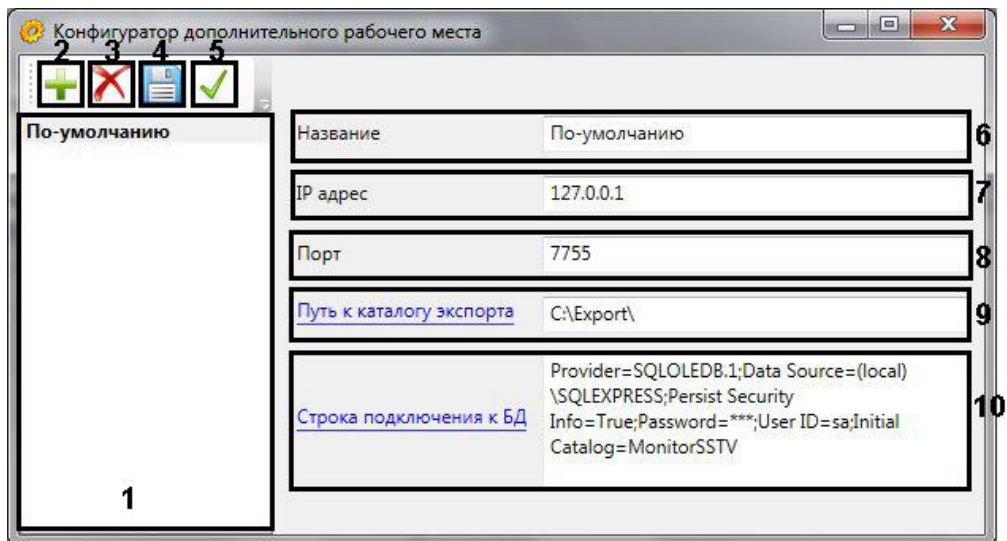 Конфигуратор дополнительного рабочего места
2 3 4 5
По-умолчанию
Название По-умолчанию 6
IP адрес 127.0.0.1 7
Порт 7755 8
Путь к каталогу экспорта C:\Export\ 9
Строка подключения к БД
Provider=SQLOLEDB.1;Data Source=(local)
\SQLEXPRESS;Persist Security
Info=True;Password=***;User ID=sa;Initial
Catalog=MonitorSSTV
10
1